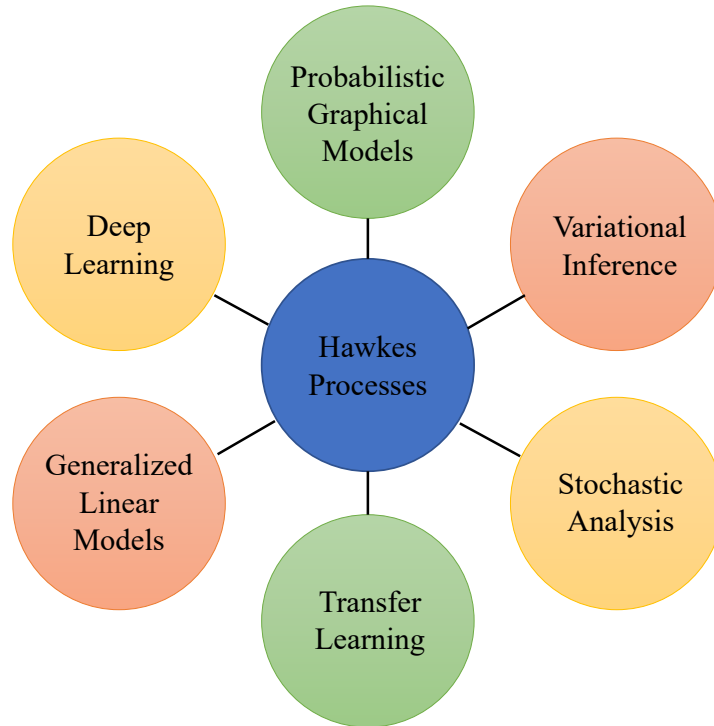 Probabilistic
Graphical
Models
Deep
Learning
Variational
Inference
Hawkes
Processes
Generalized
Linear
Models
Stochastic
Analysis
Transfer
Learning